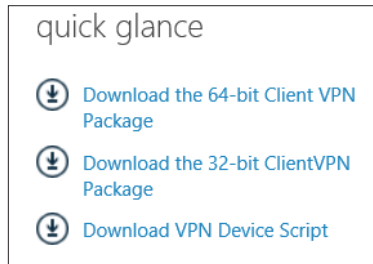 quick glance
Download the 64-bit Client VPN
Package
Download the 32-bit ClientVPN
Package
Download VPN Device Script